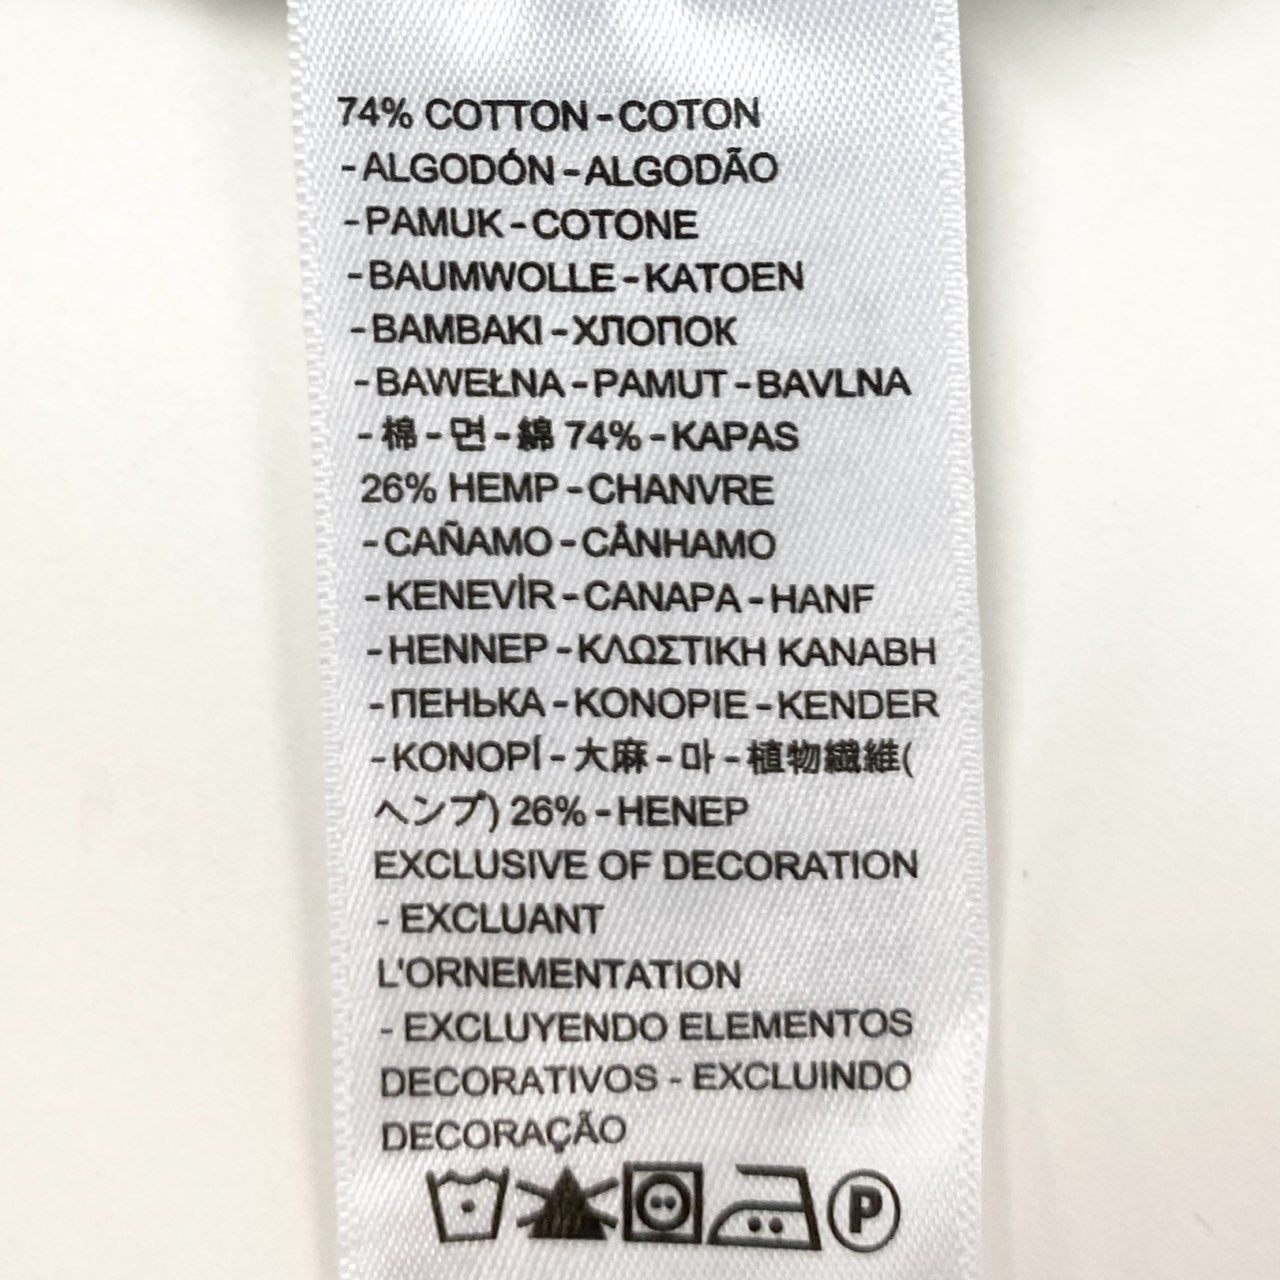 74% COTTON-COTON
-ALGODÓN-ALGODÃO
-PAMUK-COTONE
-BAUMWOLLE-KATOEN
-BAMBAKI-ХЛОПОК
-BAWEŁNA-PAMUT-BAVLNA
-棉-면-綿 74%-KAPAS
26% HEMP-CHANVRE
-CAÑAMO-CÂNHAMO
-KENEVİR-CANAPA-HANF
-HENNEP-ΚΛΩΣΤΙΚΗ ΚΑΝΑΒΗ
-ПЕНЬКА-KONOPIE-KENDER
-KONOPÍ-大麻-마-植物繊維(
ヘンプ) 26%-HENEP
EXCLUSIVE OF DECORATION
- EXCLUANT
L'ORNEMENTATION
- EXCLUYENDO ELEMENTOS
DECORATIVOS - EXCLUINDO
DECORAÇÃO
P